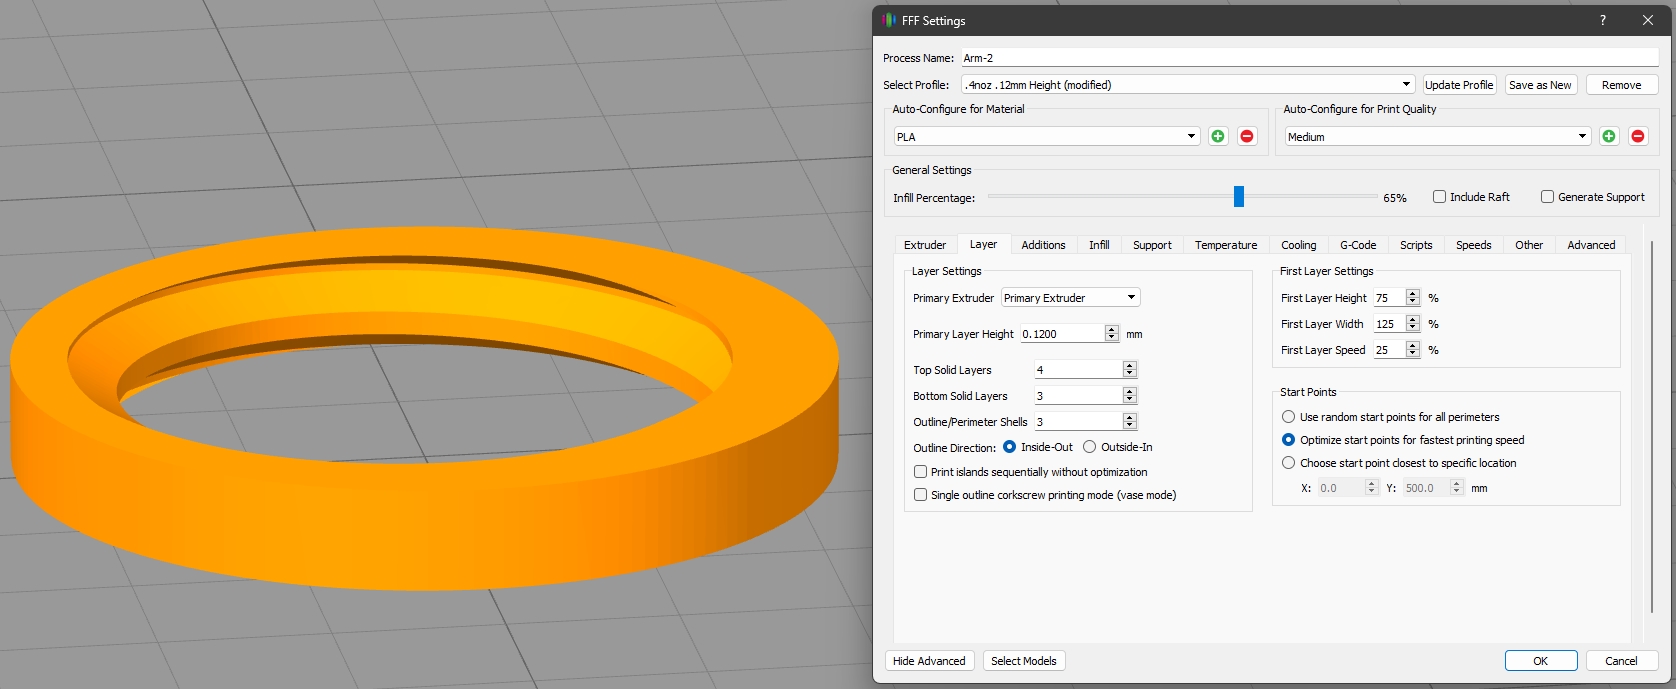 FFF Settings
?
Process Name: Arm-2
Select Profile: .4noz .12mm Height (modified) Update Profile Save as New Remove
Auto-Configure for Material
PLA
Auto-Configure for Print Quality
Medium
General Settings
Infill Percentage: 65% Include Raft Generate Support
Extruder Layer Additions Infill Support Temperature Cooling G-Code Scripts Speeds Other Advanced
Layer Settings
Primary Extruder Primary Extruder
Primary Layer Height 0.1200 mm
Top Solid Layers 4
Bottom Solid Layers 3
Outline/Perimeter Shells 3
Outline Direction: Inside-Out Outside-In
Print islands sequentially without optimization
Single outline corkscrew printing mode (vase mode)
First Layer Settings
First Layer Height 75 %
First Layer Width 125 %
First Layer Speed 25 %
Start Points
Use random start points for all perimeters
Optimize start points for fastest printing speed
Choose start point closest to specific location
X: 0.0 Y: 500.0 mm
Hide Advanced Select Models OK Cancel